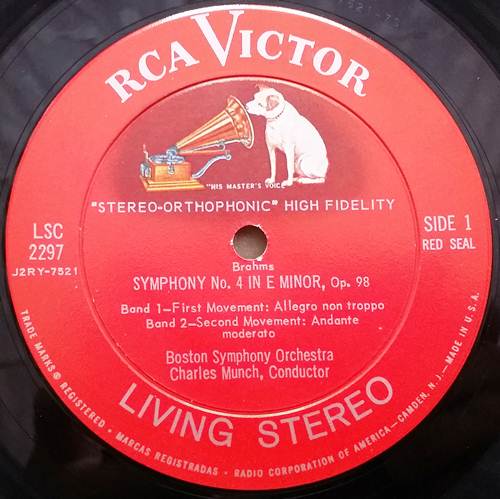 RCA VICTOR
"HIS MASTER'S VOICE"
"STEREO-ORTHOPHONIC" HIGH FIDELITY
LSC
2297
J2RY-7521
SIDE 1
RED SEAL
Brahms
SYMPHONY No. 4 IN E MINOR, Op. 98
Band 1—First Movement: Allegro non troppo
Band 2—Second Movement: Andante
moderato
Boston Symphony Orchestra
Charles Munch, Conductor
LIVING STEREO
TRADE MARKS ® REGISTERED • MARCAS REGISTRADAS • RADIO CORPORATION OF AMERICA—CAMDEN, N.J.—MADE IN U.S.A.